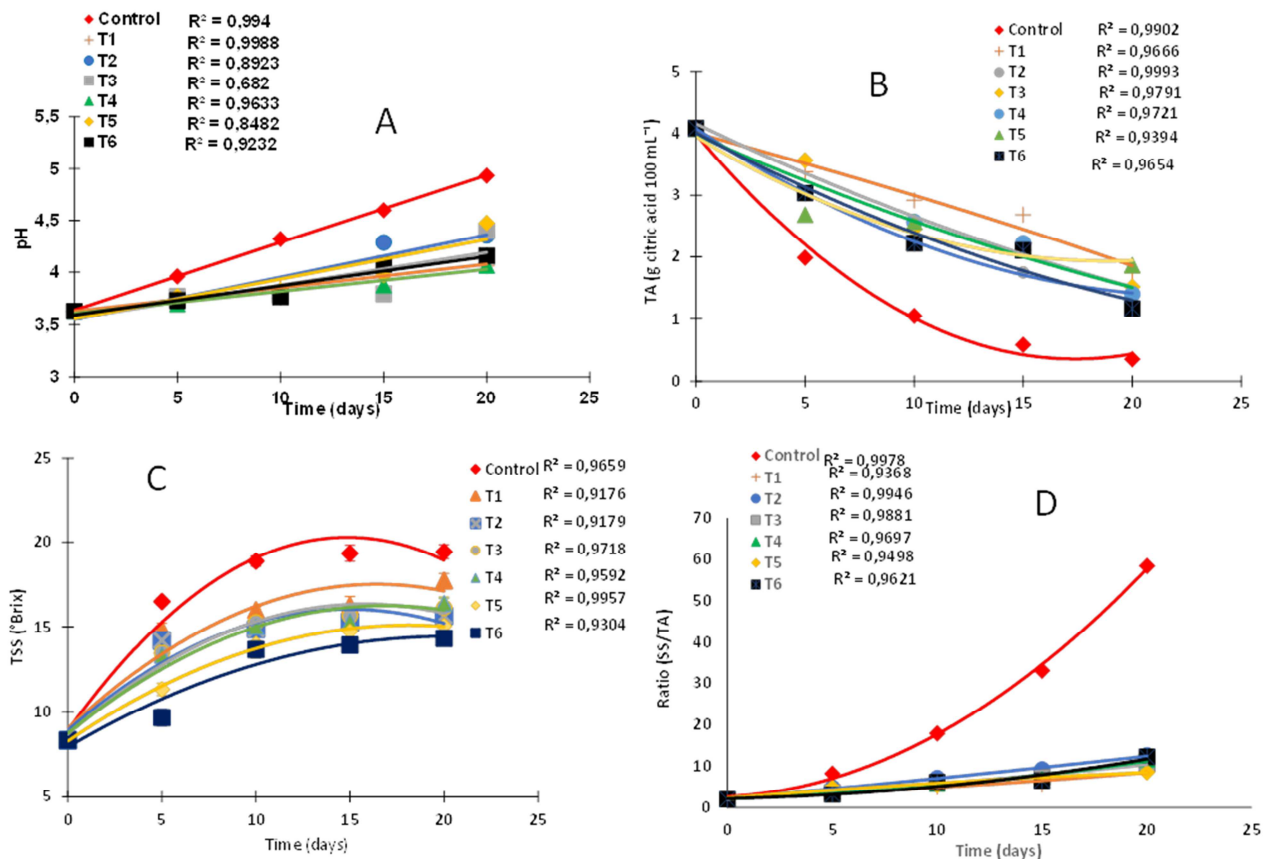 Control R² = 0,994
T1 R² = 0,9988
T2 R² = 0,8923
T3 R² = 0,682
T4 R² = 0,9633
T5 R² = 0,8482
T6 R² = 0,9232
A
5.5
5
4.5
4
3.5
3
pH
0 5 10 15 20 25
Time (days)
Control R² = 0,9902
T1 R² = 0,9666
T2 R² = 0,9993
T3 R² = 0,9791
T4 R² = 0,9721
T5 R² = 0,9394
T6 R² = 0,9654
B
5
4
3
2
1
0
TA (g citric acid 100 mL⁻¹)
0 5 10 15 20 25
Time (days)
C
Control R² = 0,9659
T1 R² = 0,9176
T2 R² = 0,9179
T3 R² = 0,9718
T4 R² = 0,9592
T5 R² = 0,9957
T6 R² = 0,9304
25
20
15
10
5
TSS (°Brix)
0 5 10 15 20 25
Time (days)
Control R² = 0,9978
T1 R² = 0,9368
T2 R² = 0,9946
T3 R² = 0,9881
T4 R² = 0,9697
T5 R² = 0,9498
T6 R² = 0,9621
D
70
60
50
40
30
20
10
0
Ratio (SS/TA)
0 5 10 15 20 25
Time (days)